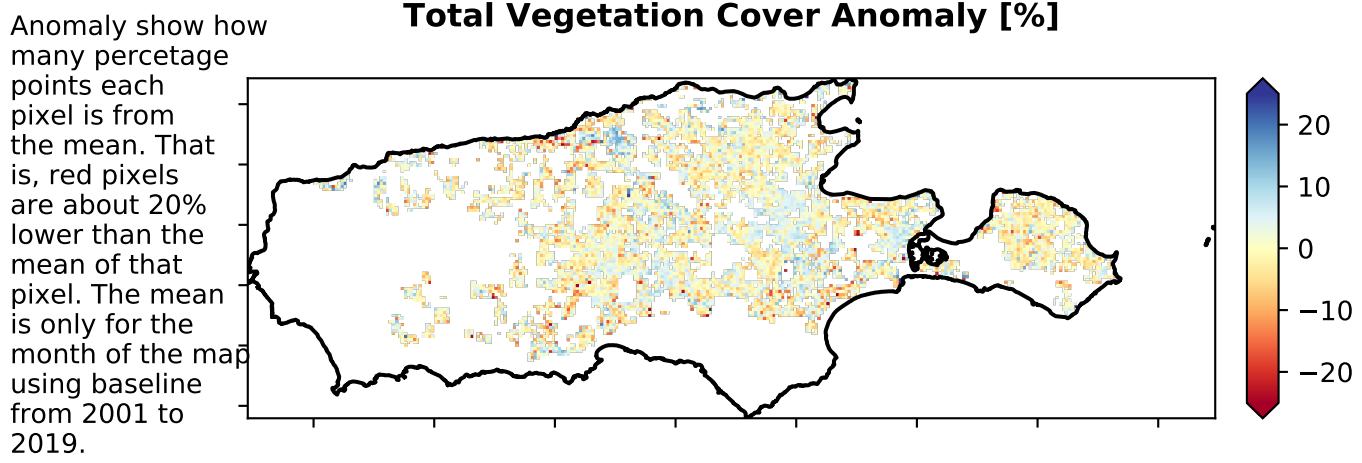 Total Vegetation Cover Anomaly [%]
Anomaly show how
many percetage
points each
pixel is from
the mean. That
is, red pixels
are about 20%
lower than the
mean of that
pixel. The mean
is only for the
month of the map
using baseline
from 2001 to
2019.
20
10
0
−10
−20